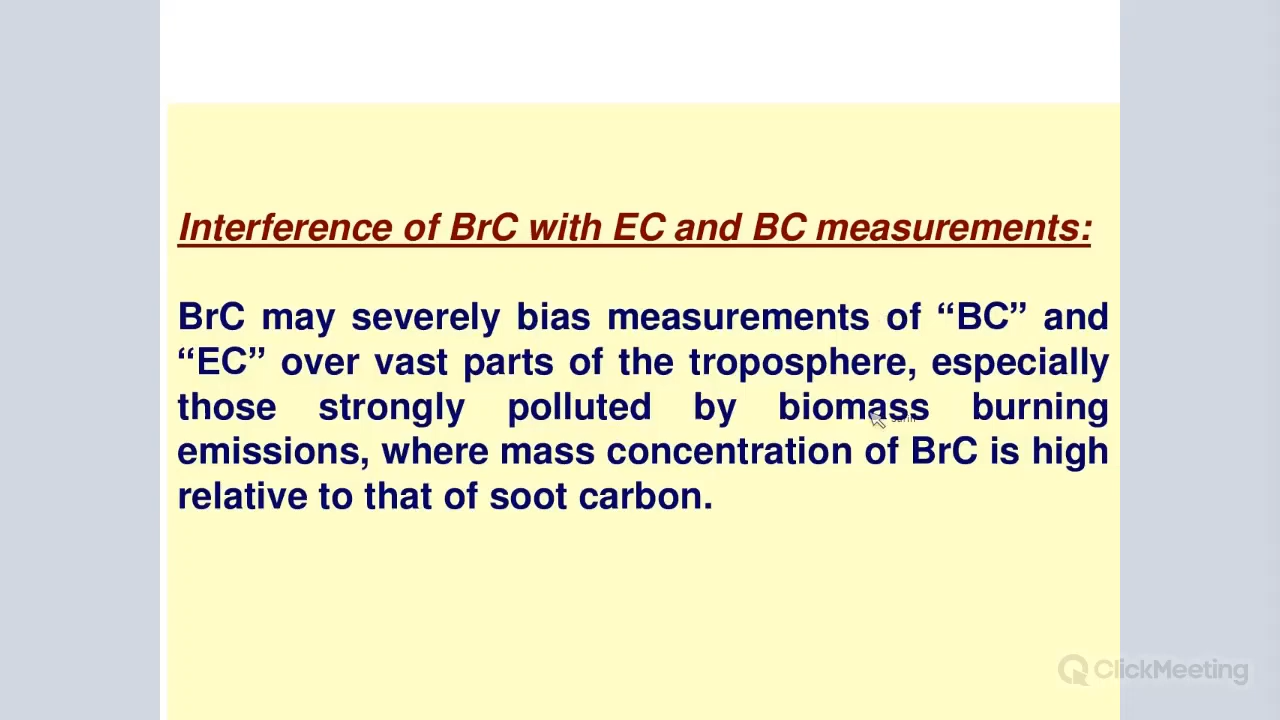 Interference of BrC with EC and BC measurements:
BrC may severely bias measurements of “BC” and
“EC” over vast parts of the troposphere, especially
those strongly polluted by biomass burning
emissions, where mass concentration of BrC is high
relative to that of soot carbon.
ClickMeeting